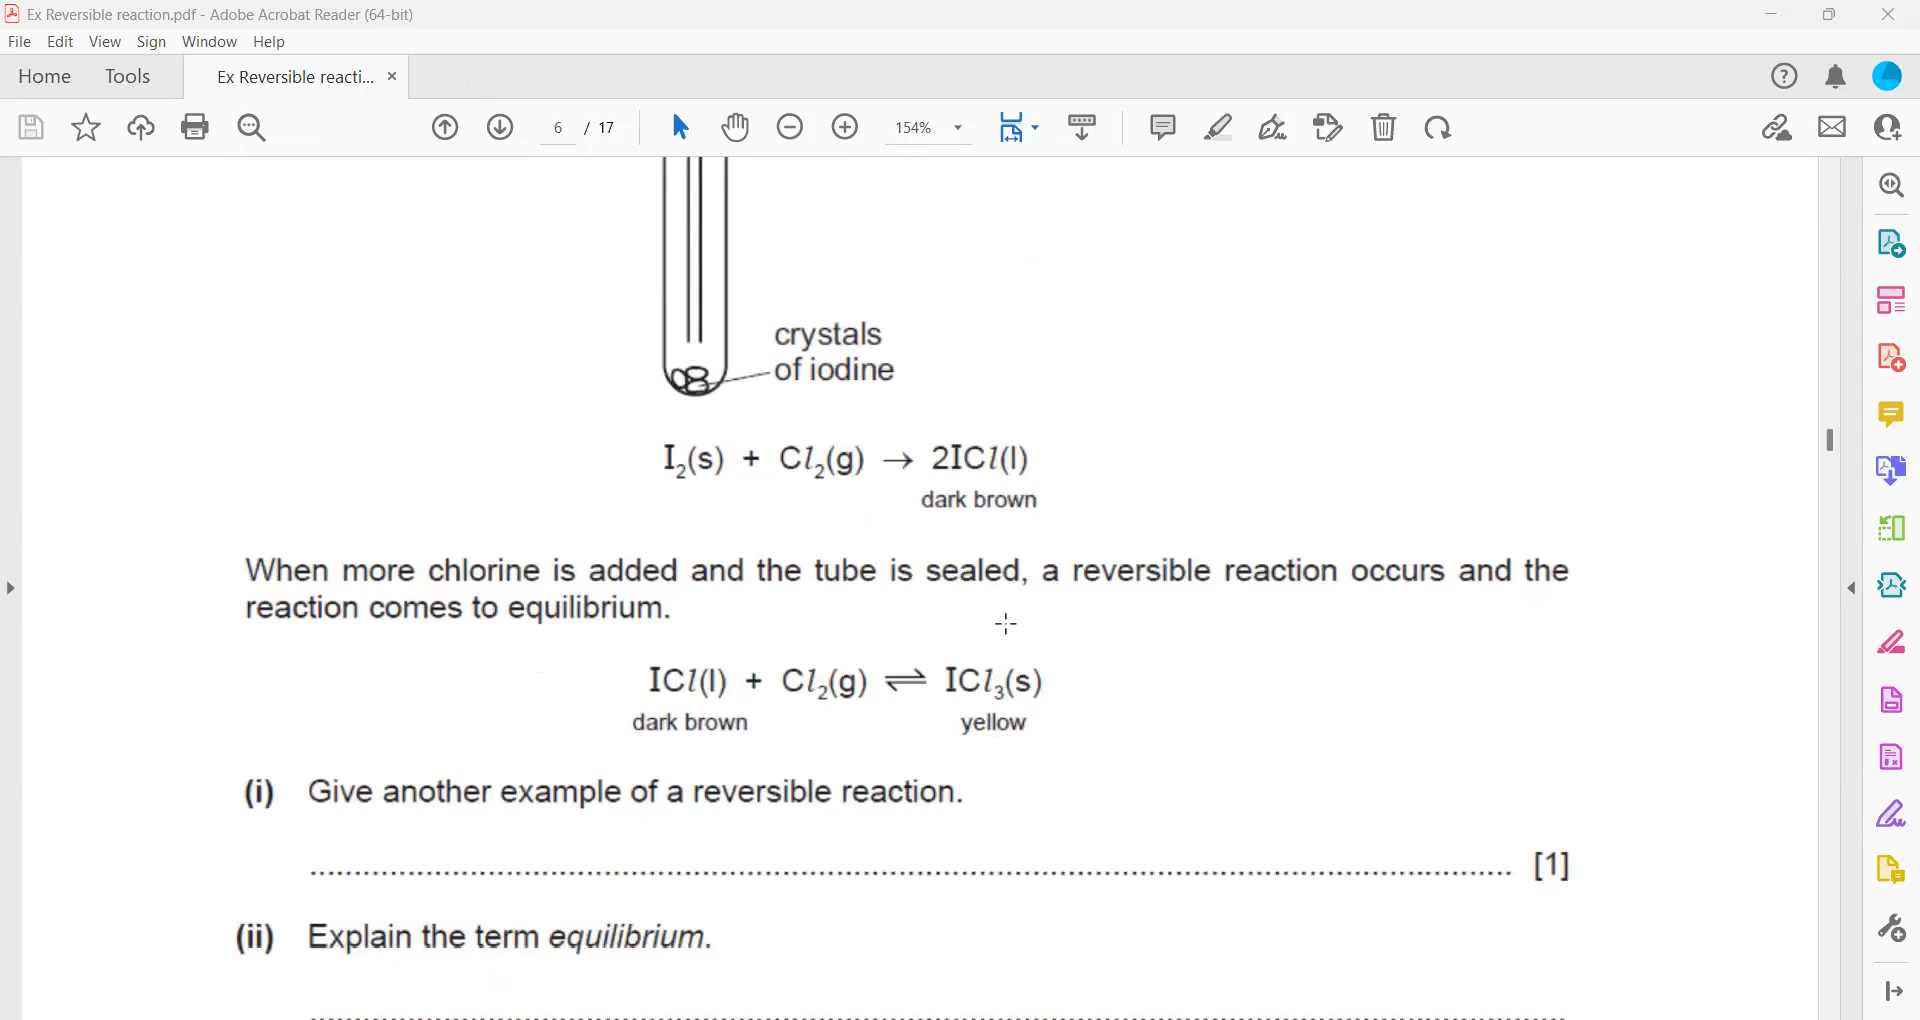 Ex Reversible reaction.pdf - Adobe Acrobat Reader (64-bit)
File Edit View Sign Window Help
Home Tools Ex Reversible reacti... ×
6 / 17 154%
crystals
of iodine
I₂(s) + Cl₂(g) → 2ICl(l)
dark brown
When more chlorine is added and the tube is sealed, a reversible reaction occurs and the
reaction comes to equilibrium.
ICl(l) + Cl₂(g) ⇌ ICl₃(s)
dark brown yellow
(i) Give another example of a reversible reaction.
[1]
(ii) Explain the term equilibrium.